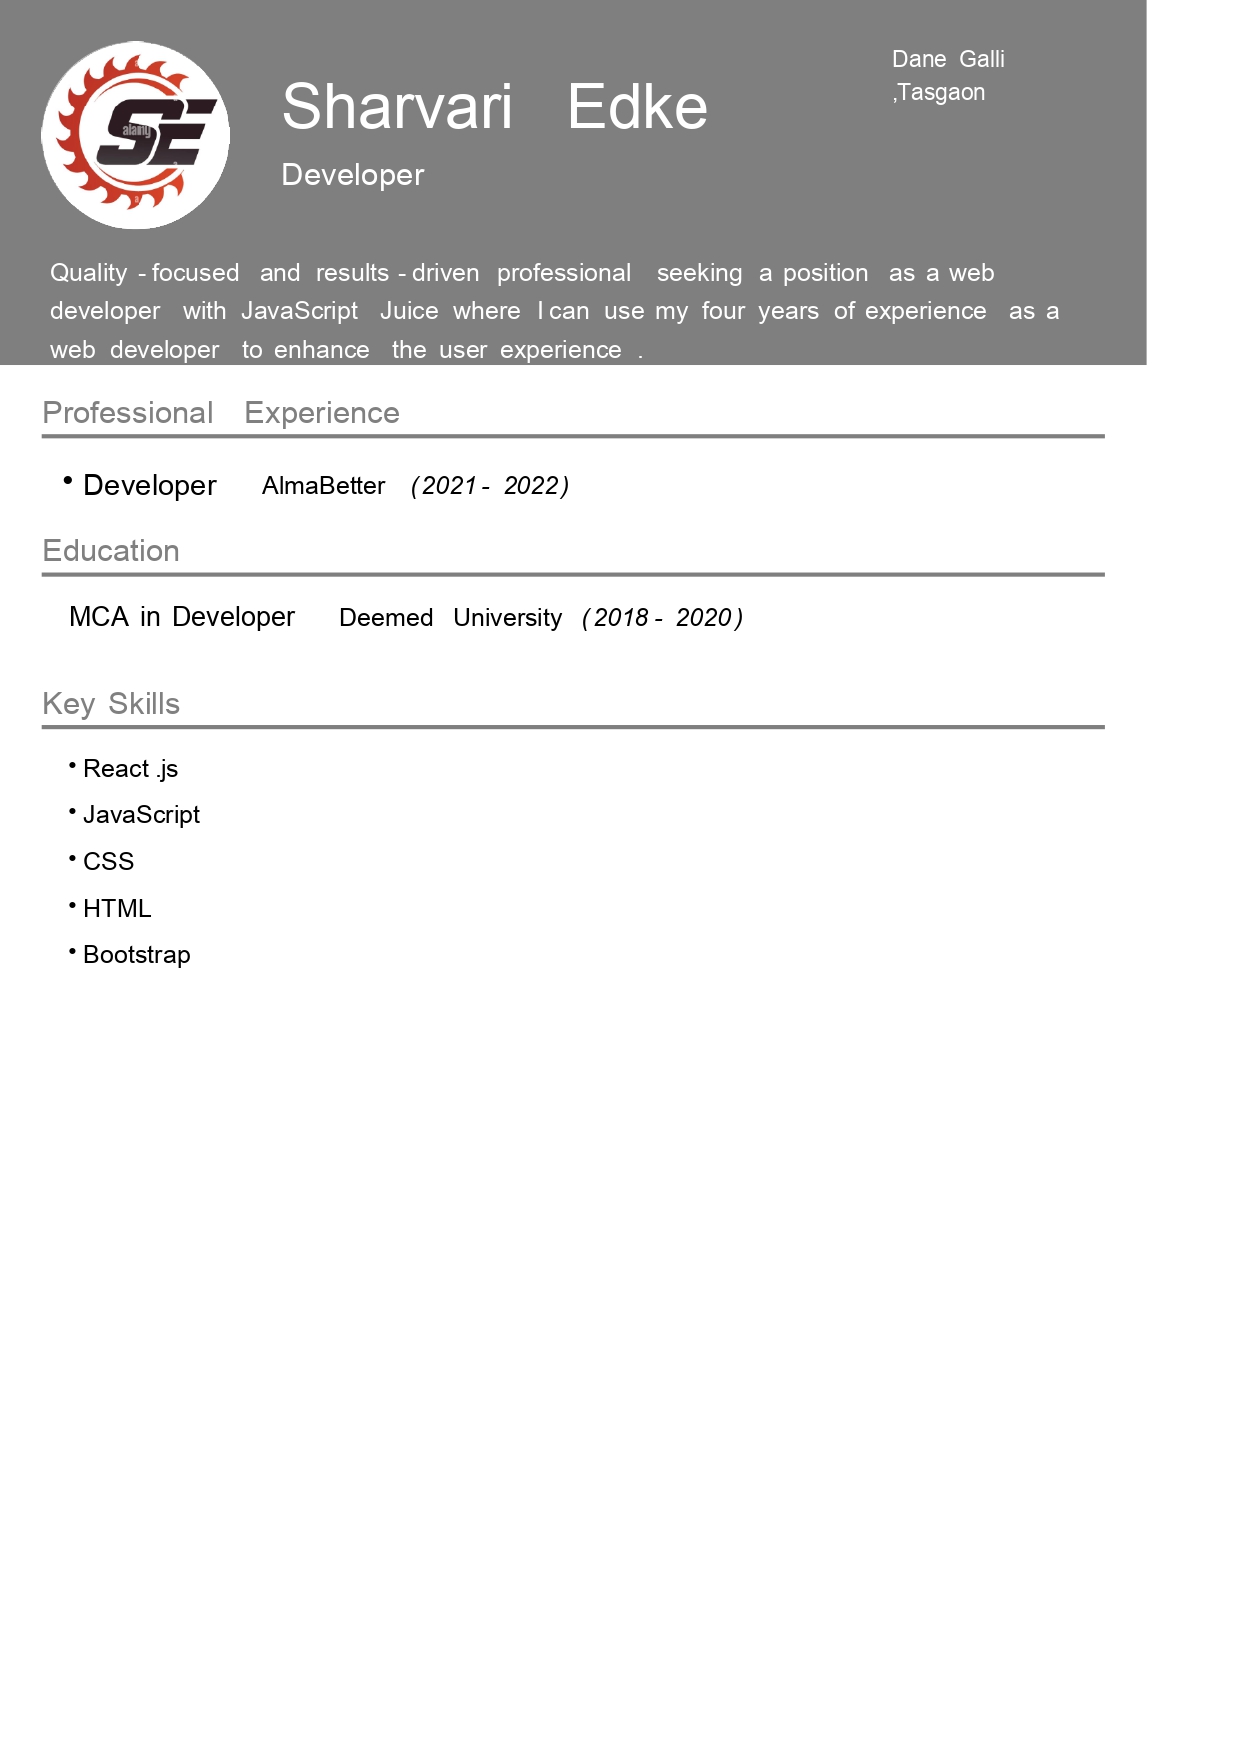 SE
alamy
Sharvari Edke
Developer
Dane Galli
,Tasgaon
Quality - focused and results - driven professional seeking a position as a web
developer with JavaScript Juice where I can use my four years of experience as a
web developer to enhance the user experience .
Professional Experience
• Developer AlmaBetter (2021 - 2022)
Education
MCA in Developer Deemed University (2018 - 2020)
Key Skills
• React .js
• JavaScript
• CSS
• HTML
• Bootstrap